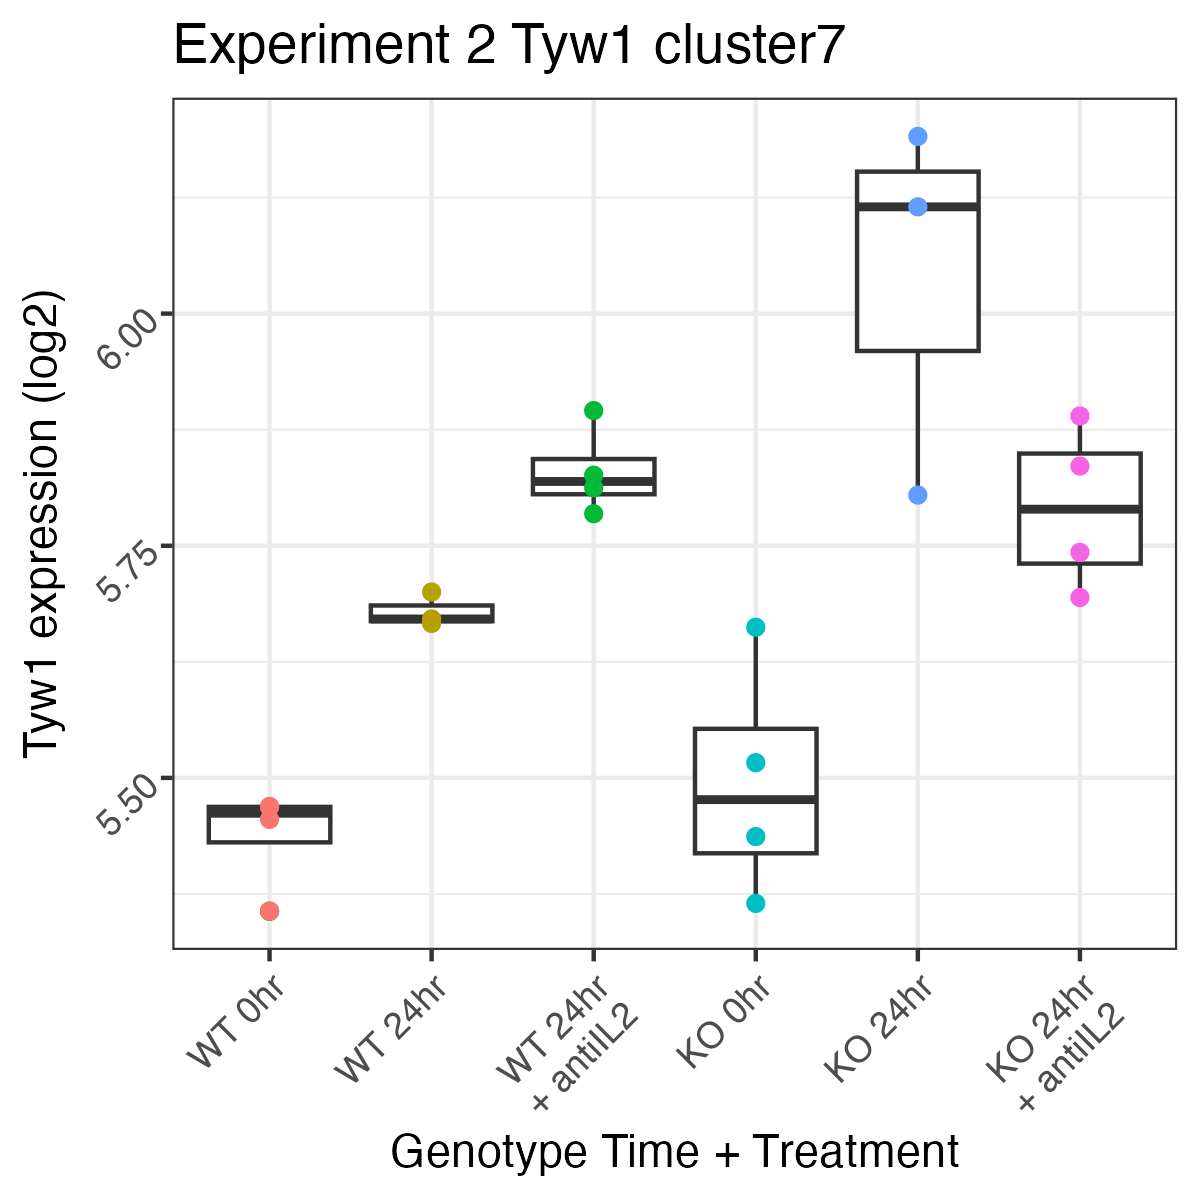 Experiment 2 Tyw1 cluster7
Tyw1 expression (log2)
6.00
5.75
5.50
WT 0hr
WT 24hr
WT 24hr
+ antiIL2
KO 0hr
KO 24hr
KO 24hr
+ antiIL2
Genotype Time + Treatment